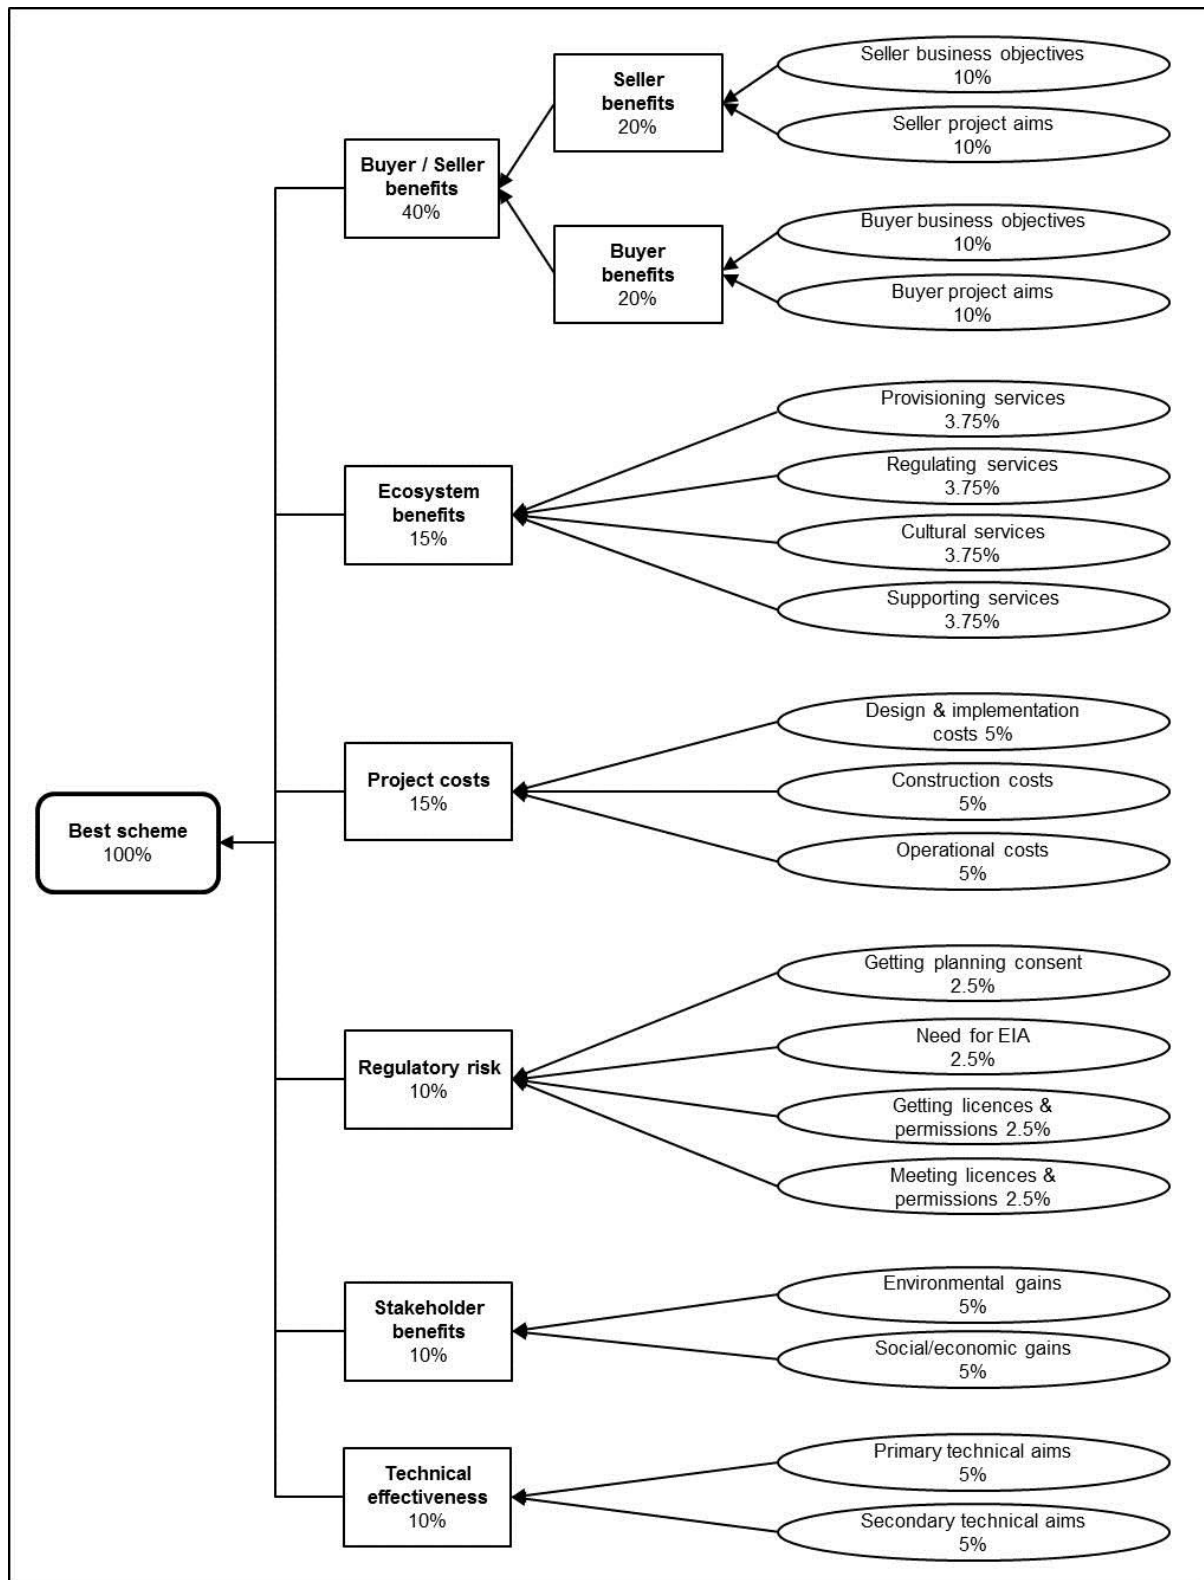 Seller business objectives
10%
Seller
benefits
20%
Seller project aims
10%
Buyer / Seller
benefits
40%
Buyer business objectives
10%
Buyer
benefits
20%
Buyer project aims
10%
Provisioning services
3.75%
Regulating services
3.75%
Ecosystem
benefits
15%
Cultural services
3.75%
Supporting services
3.75%
Design & implementation
costs 5%
Project costs
15%
Construction costs
5%
Operational costs
5%
Best scheme
100%
Getting planning consent
2.5%
Need for EIA
2.5%
Regulatory risk
10%
Getting licences &
permissions 2.5%
Meeting licences &
permissions 2.5%
Environmental gains
5%
Stakeholder
benefits
10%
Social/economic gains
5%
Primary technical aims
5%
Technical
effectiveness
10%
Secondary technical aims
5%